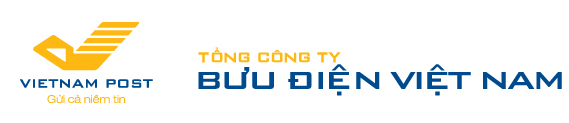 VIETNAM POST
Gửi cả niềm tin
TỔNG CÔNG TY
BƯU ĐIỆN VIỆT NAM